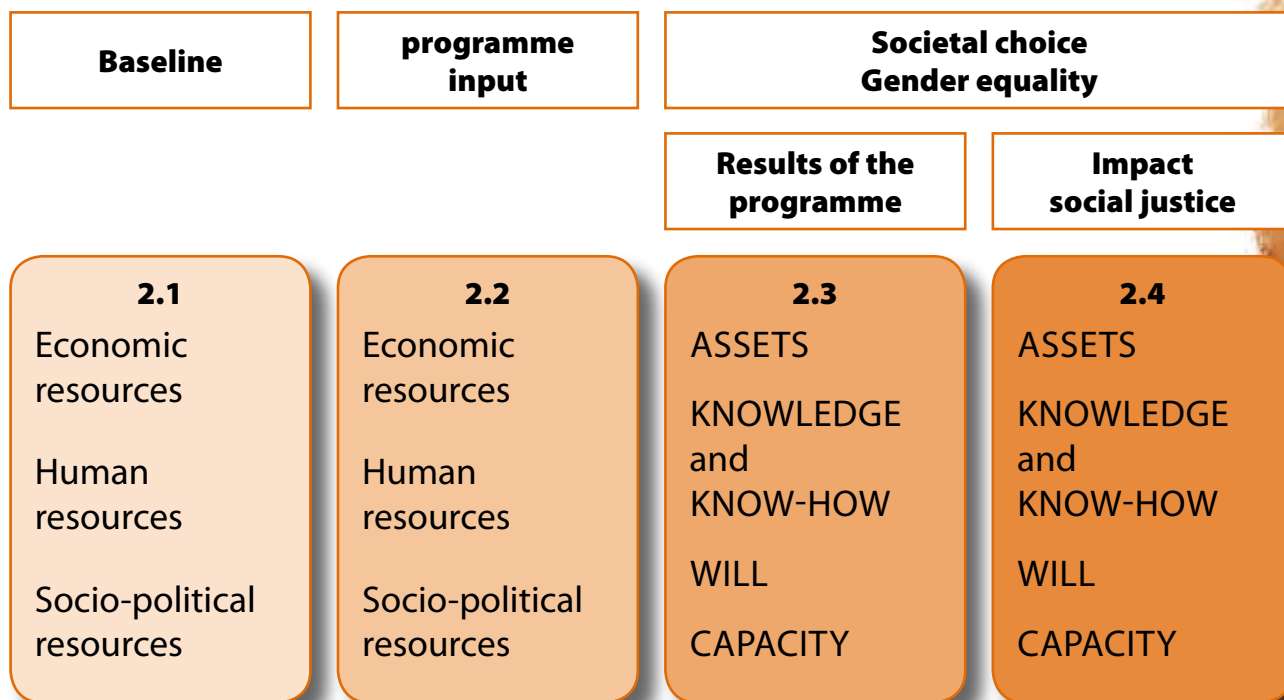 Baseline
programme
input
Societal choice
Gender equality
Results of the
programme
Impact
social justice
2.1
Economic
resources
Human
resources
Socio-political
resources
2.2
Economic
resources
Human
resources
Socio-political
resources
2.3
ASSETS
KNOWLEDGE
and
KNOW-HOW
WILL
CAPACITY
2.4
ASSETS
KNOWLEDGE
and
KNOW-HOW
WILL
CAPACITY